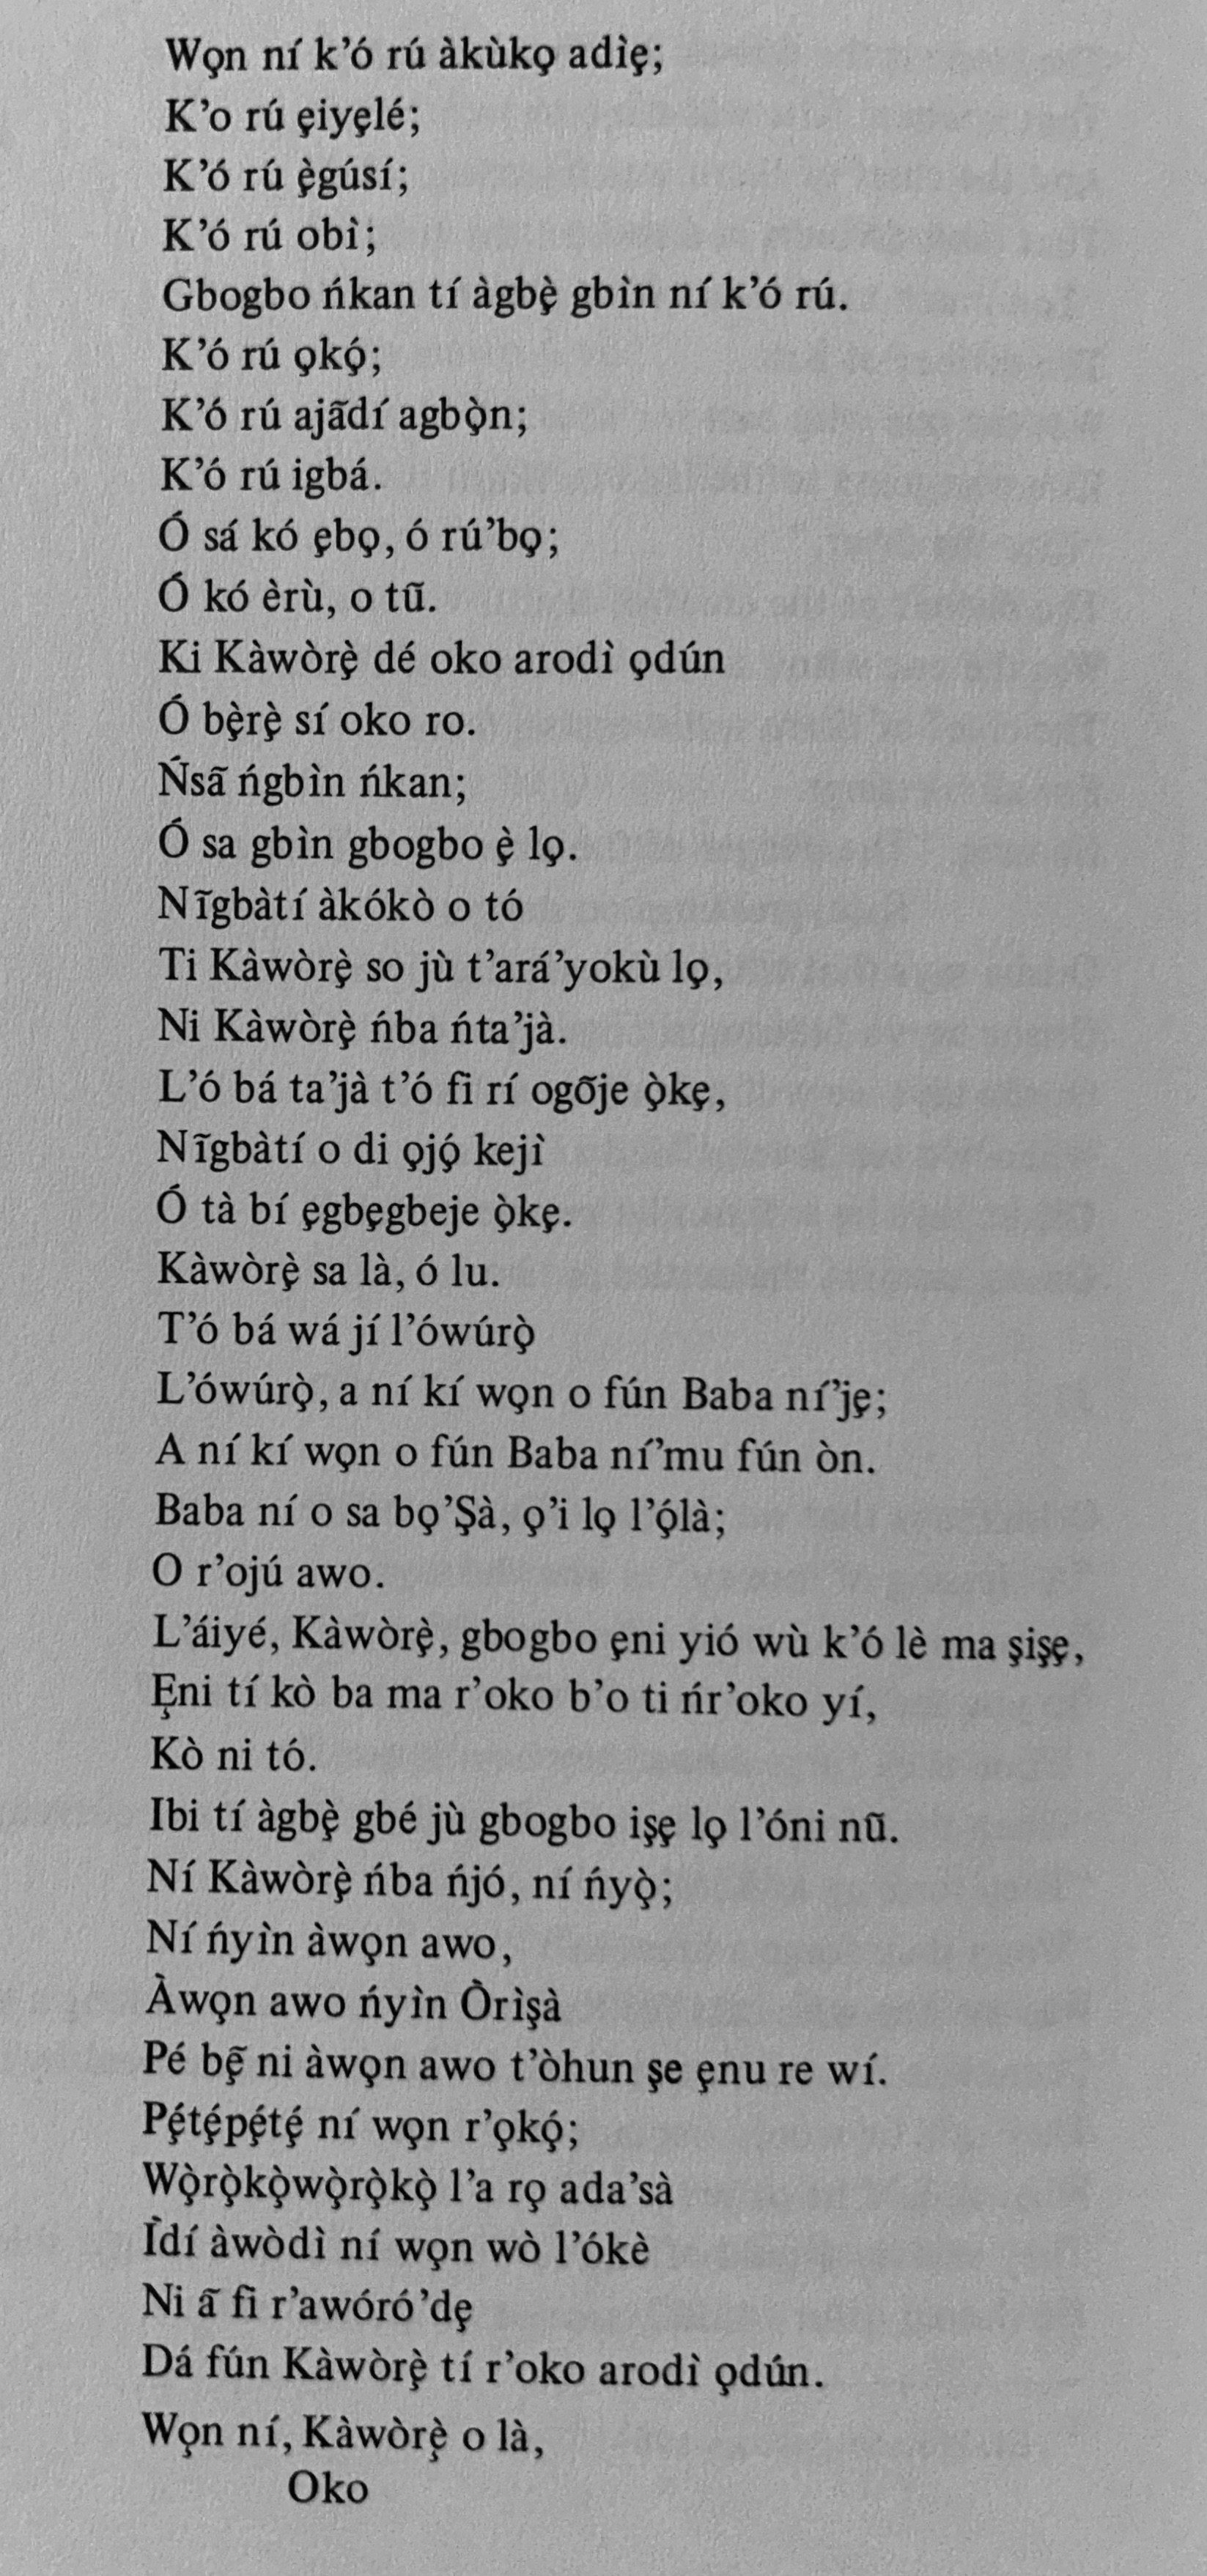 Wọn ní k’ó rú àkùkọ adìẹ;
K’o rú ẹiyẹlé;
K’ó rú ẹ̀gúsí;
K’ó rú obì;
Gbogbo ńkan tí àgbẹ̀ gbìn ní k’ó rú.
K’ó rú ọkọ́;
K’ó rú ajãdí agbọ̀n;
K’ó rú igbá.
Ó sá kó ẹbọ, ó rú’bọ;
Ó kó èrù, o tũ.
Ki Kàwòrẹ̀ dé oko arodì ọdún
Ó bẹ̀rẹ̀ sí oko ro.
Ńsã ńgbìn ńkan;
Ó sa gbìn gbogbo ẹ̀ lọ.
Nĩgbàtí àkókò o tó
Ti Kàwòrẹ̀ so jù t’ará’yokù lọ,
Ni Kàwòrẹ̀ ńba ńta’jà.
L’ó bá ta’jà t’ó fi rí ogõje ọ̀kẹ,
Nĩgbàtí o di ọjọ́ kejì
Ó tà bí ẹgbẹgbeje ọ̀kẹ.
Kàwòrẹ̀ sa là, ó lu.
T’ó bá wá jí l’ówúrọ̀
L’ówúrọ̀, a ní kí wọn o fún Baba ní’jẹ;
A ní kí wọn o fún Baba ní’mu fún òn.
Baba ní o sa bọ’Ṣà, ọ’i lọ l’ọ́là;
O r’ojú awo.
L’áiyé, Kàwòrẹ̀, gbogbo ẹni yió wù k’ó lè ma ṣiṣẹ,
Ẹni tí kò ba ma r’oko b’o ti ńr’oko yí,
Kò ni tó.
Ibi tí àgbẹ̀ gbé jù gbogbo iṣẹ lọ l’óni nũ.
Ní Kàwòrẹ̀ ńba ńjó, ní ńyọ̀;
Ní ńyìn àwọn awo,
Àwọn awo ńyìn Òrìṣà
Pé bẹ̃ ni àwọn awo t’òhun ṣe ẹnu re wí.
Pẹ́tẹ́pẹ́tẹ́ ní wọn r’ọkọ́;
Wọ̀rọ̀kọ̀wọ̀rọ̀kọ̀ l’a rọ ada’sà
Ìdí àwòdì ní wọn wò l’ókè
Ni ã fi r’awóró’dẹ
Dá fún Kàwòrẹ̀ tí r’oko arodì ọdún.
Wọn ní, Kàwòrẹ̀ o là,
Oko